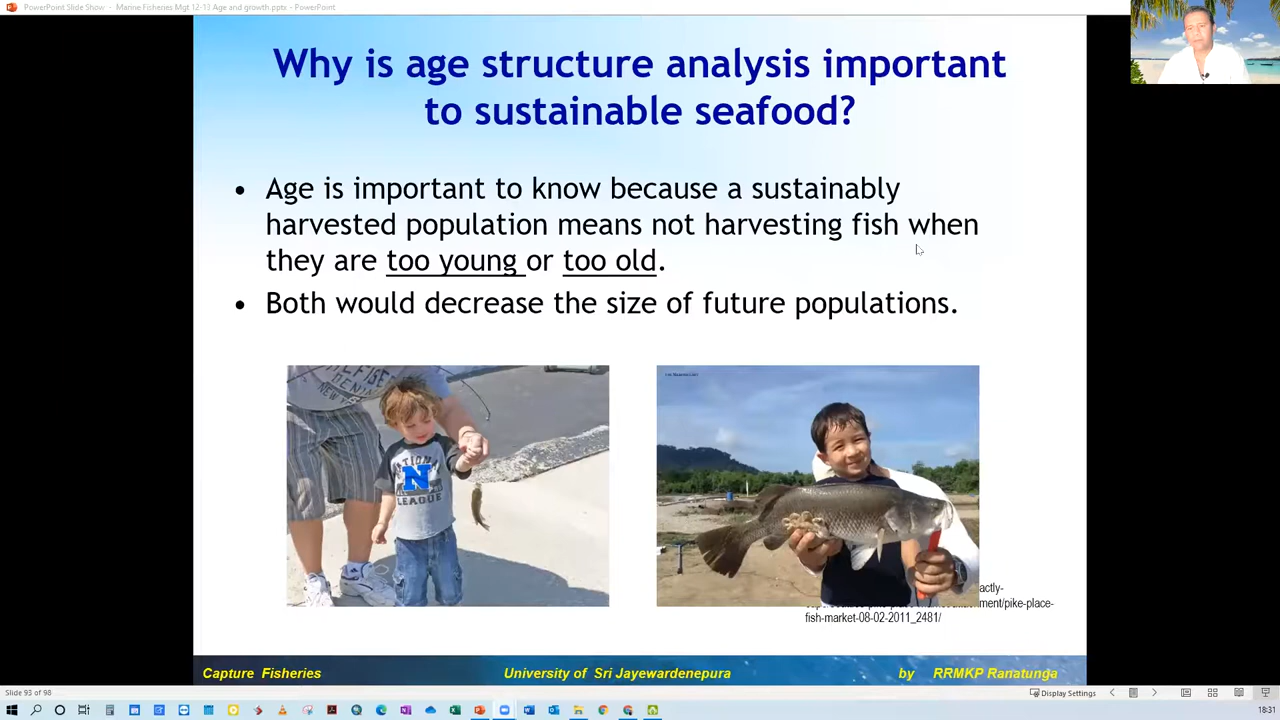 PowerPoint Slide Show - Marine Fisheries Mgt 12-13 Age and growth.pptx - PowerPoint
Why is age structure analysis important
to sustainable seafood?
• Age is important to know because a sustainably
harvested population means not harvesting fish when
they are too young or too old.
• Both would decrease the size of future populations.
NATIONAL
N
LEAGUE
actly-
ment/pike-place-
fish-market-08-02-2011_2481/
Capture Fisheries University of Sri Jayewardenepura by RRMKP Ranatunga
Slide 93 of 98 Display Settings
18:31